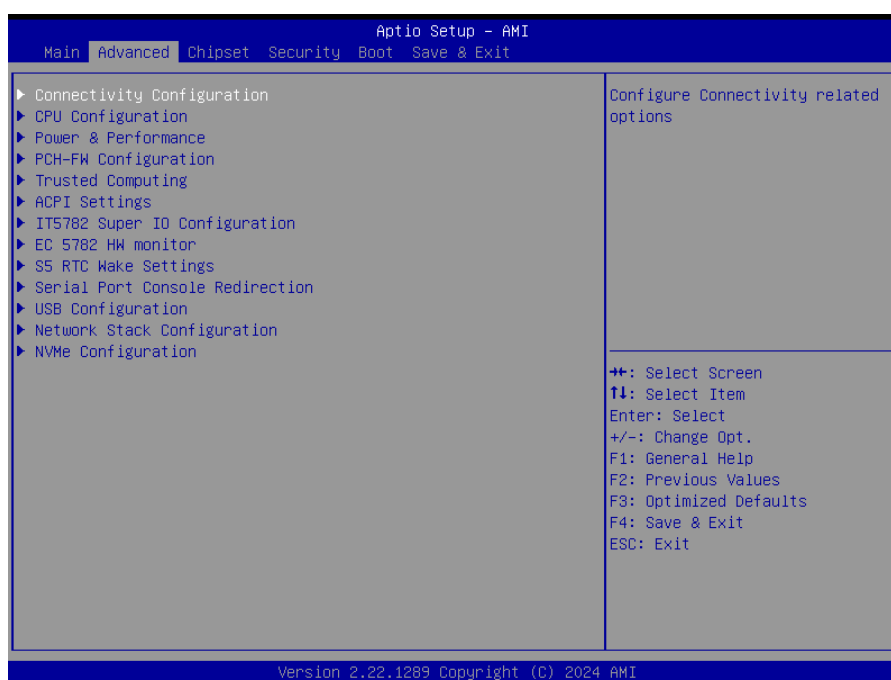 Aptio Setup – AMI
Main Advanced Chipset Security Boot Save & Exit
Connectivity Configuration
CPU Configuration
Power & Performance
PCH-FW Configuration
Trusted Computing
ACPI Settings
IT5782 Super IO Configuration
EC 5782 HW monitor
S5 RTC Wake Settings
Serial Port Console Redirection
USB Configuration
Network Stack Configuration
NVMe Configuration
Configure Connectivity related
options
→←: Select Screen
↑↓: Select Item
Enter: Select
+/-: Change Opt.
F1: General Help
F2: Previous Values
F3: Optimized Defaults
F4: Save & Exit
ESC: Exit
Version 2.22.1289 Copyright (C) 2024 AMI